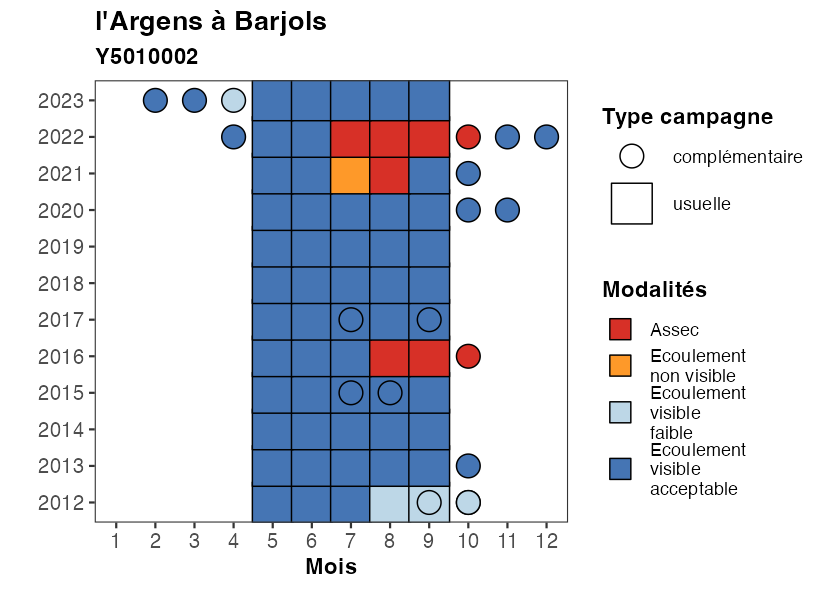 l'Argens à Barjols
Y5010002
2023
2022
2021
2020
2019
2018
2017
2016
2015
2014
2013
2012
1 2 3 4 5 6 7 8 9 10 11 12
Mois
Type campagne
complémentaire
usuelle
Modalités
Assec
Ecoulement
non visible
Ecoulement
visible
faible
Ecoulement
visible
acceptable